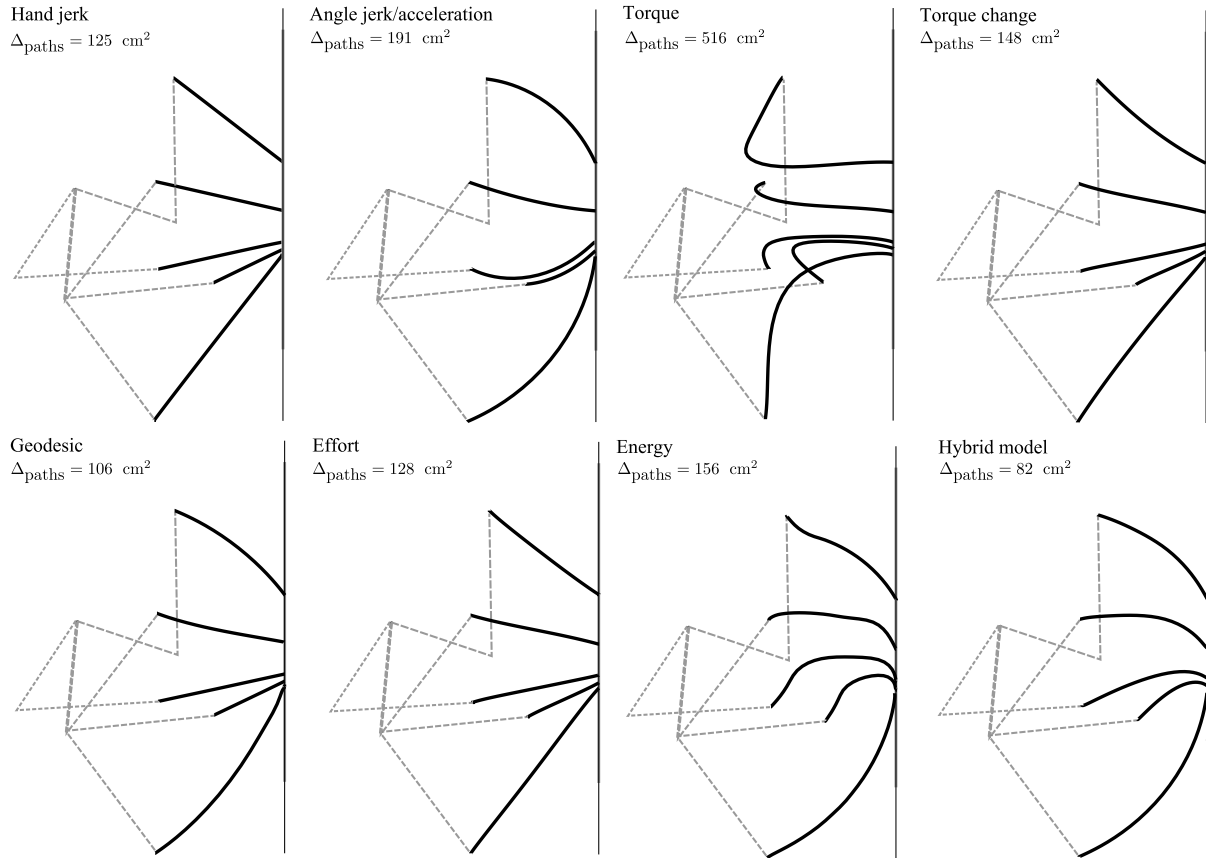 Hand jerk
Δpaths = 125 cm²
Angle jerk/acceleration
Δpaths = 191 cm²
Torque
Δpaths = 516 cm²
Torque change
Δpaths = 148 cm²
Geodesic
Δpaths = 106 cm²
Effort
Δpaths = 128 cm²
Energy
Δpaths = 156 cm²
Hybrid model
Δpaths = 82 cm²